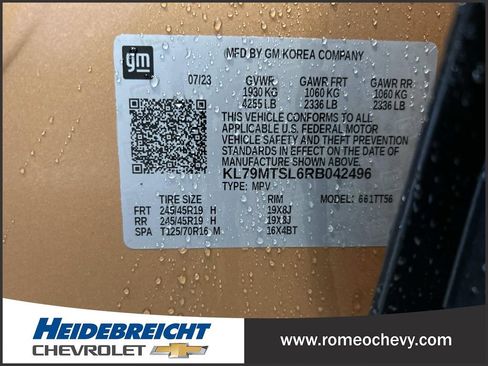 gm
MFD BY GM KOREA COMPANY
07/23 GVWR GAWR FRT GAWR RR
1930 KG 1060 KG 1060 KG
4255 LB 2336 LB 2336 LB
THIS VEHICLE CONFORMS TO ALL
APPLICABLE U.S. FEDERAL MOTOR
VEHICLE SAFETY AND THEFT PREVENTION
STANDARDS IN EFFECT ON THE DATE OF
MANUFACTURE SHOWN ABOVE.
KL79MTSL6RB042496
TYPE: MPV MODEL: 661TT56
TIRE SIZE RIM
FRT 245/45R19 H 19X8J
RR 245/45R19 H 19X8J
SPA T125/70R16 M 16X4BT
HEIDEBREICHT
CHEVROLET
www.romeochevy.com